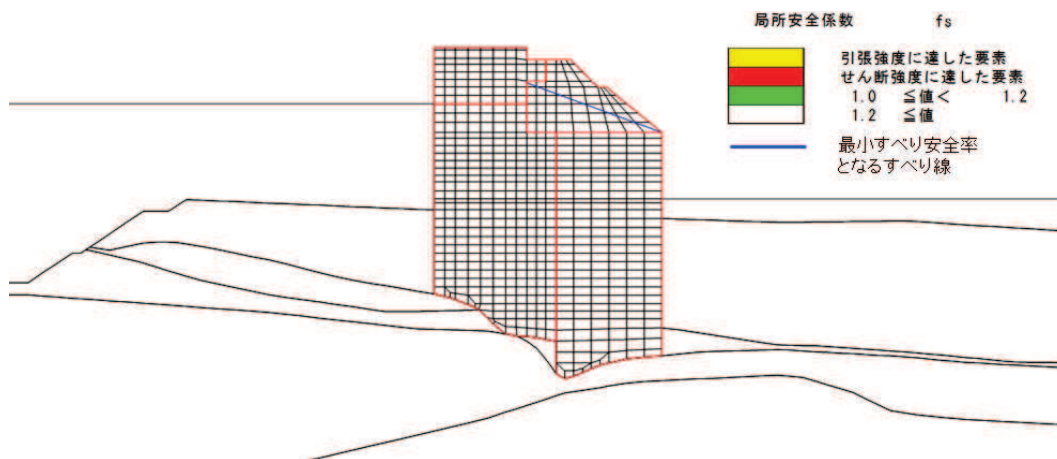 局所安全係数 fs
引張強度に達した要素
せん断強度に達した要素
1.0 ≦値< 1.2
1.2 ≦値
最小すべり安全率
となるすべり線